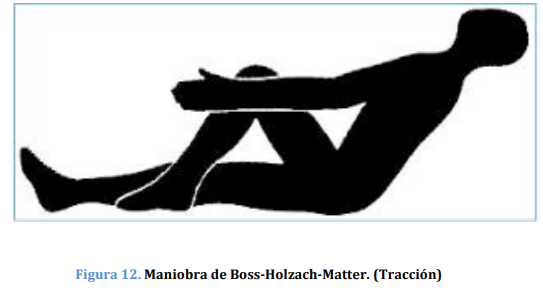 Figura 12. Maniobra de Boss-Holzach-Matter. (Tracción)